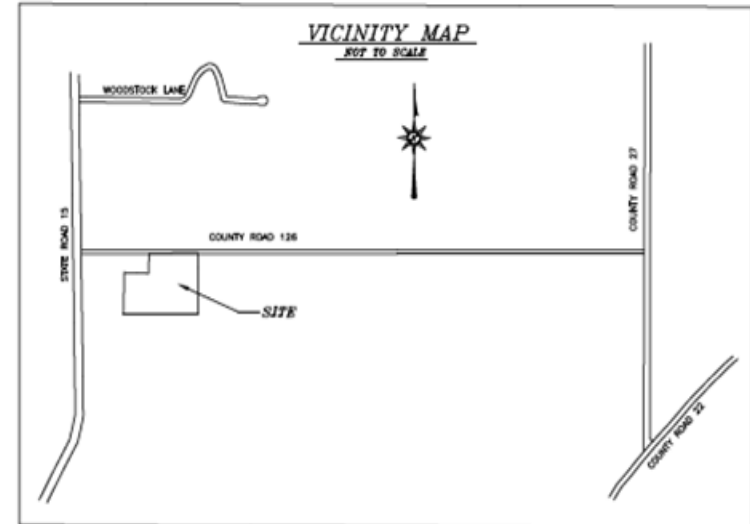 VICINITY MAP
NOT TO SCALE
WOODSTOCK LANE
COUNTY ROAD 27
STATE ROAD 15
COUNTY ROAD 126
SITE
COUNTY ROAD 22